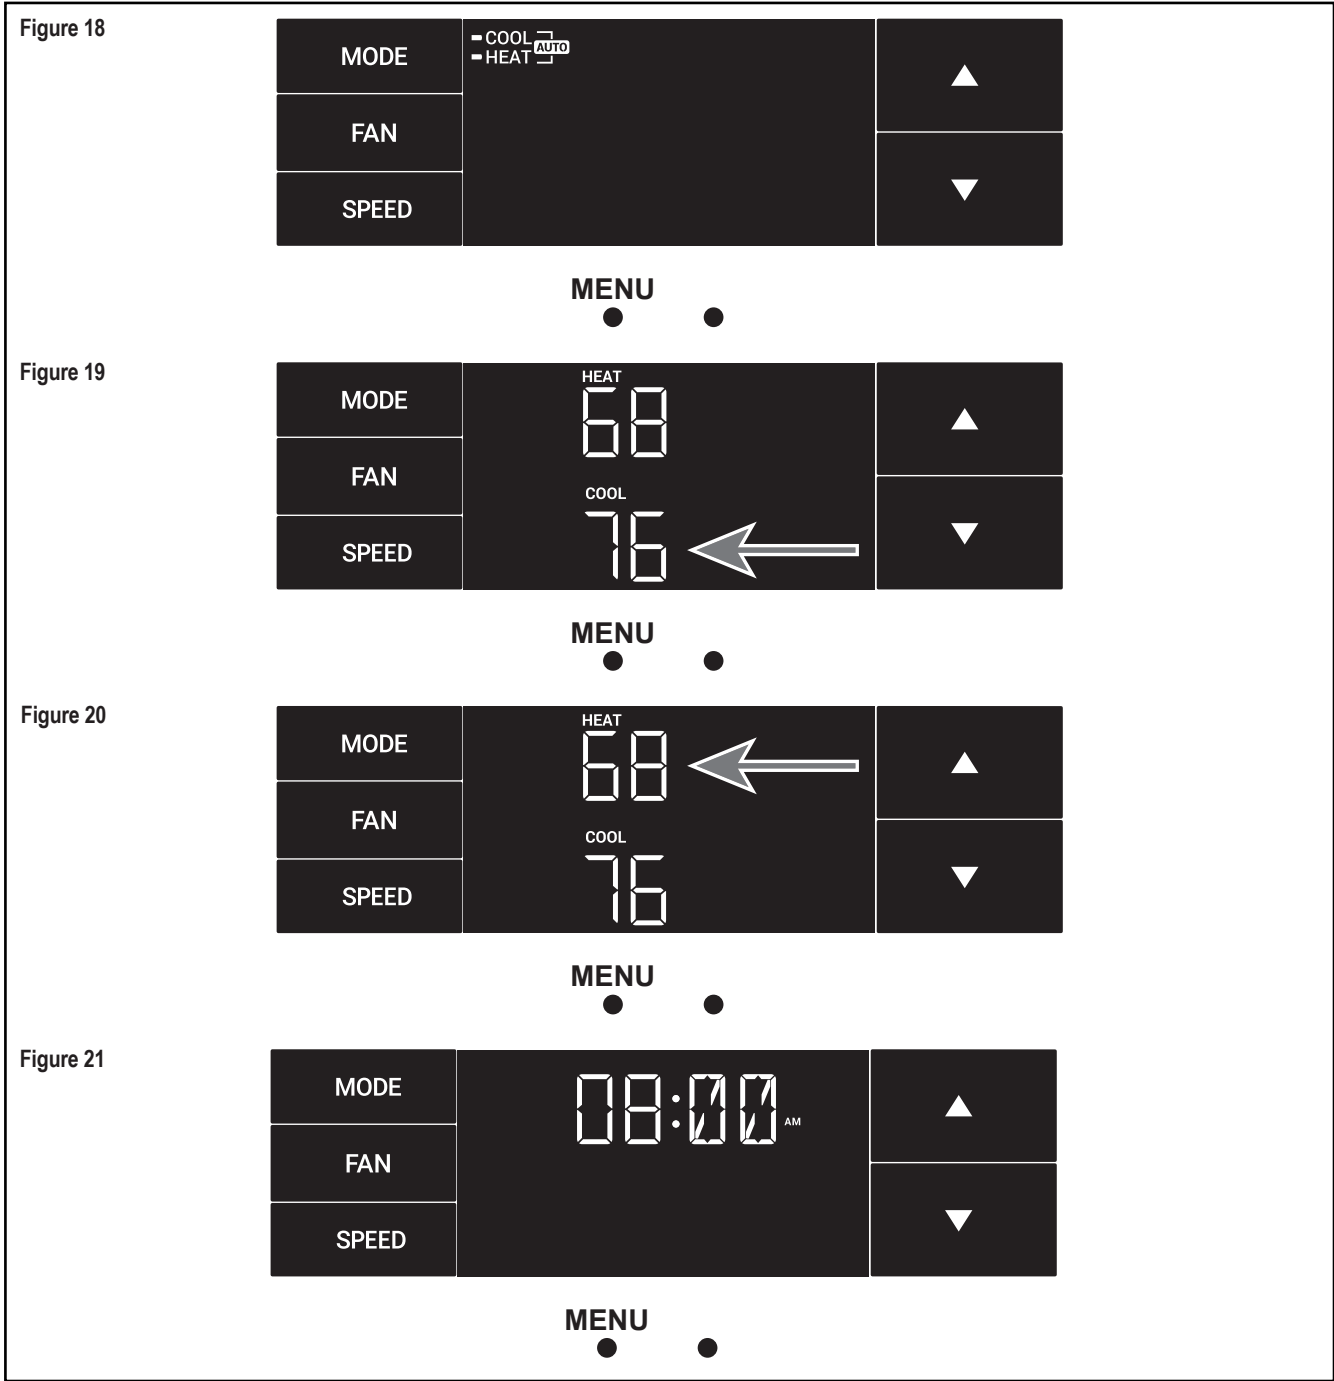 Figure 18
MODE
FAN
SPEED
COOL
HEAT
AUTO
▲
▼
MENU
Figure 19
MODE
FAN
SPEED
HEAT
68
COOL
76
▲
▼
MENU
Figure 20
MODE
FAN
SPEED
HEAT
68
COOL
76
▲
▼
MENU
Figure 21
MODE
FAN
SPEED
08:00 AM
▲
▼
MENU